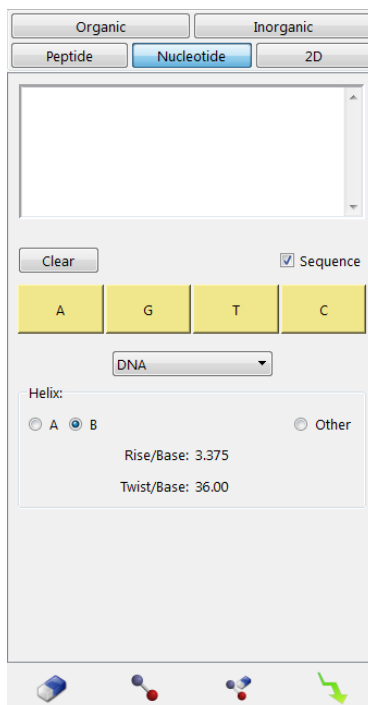 Organic Inorganic
Peptide Nucleotide 2D
Clear Sequence
A G T C
DNA
Helix:
A B Other
Rise/Base: 3.375
Twist/Base: 36.00